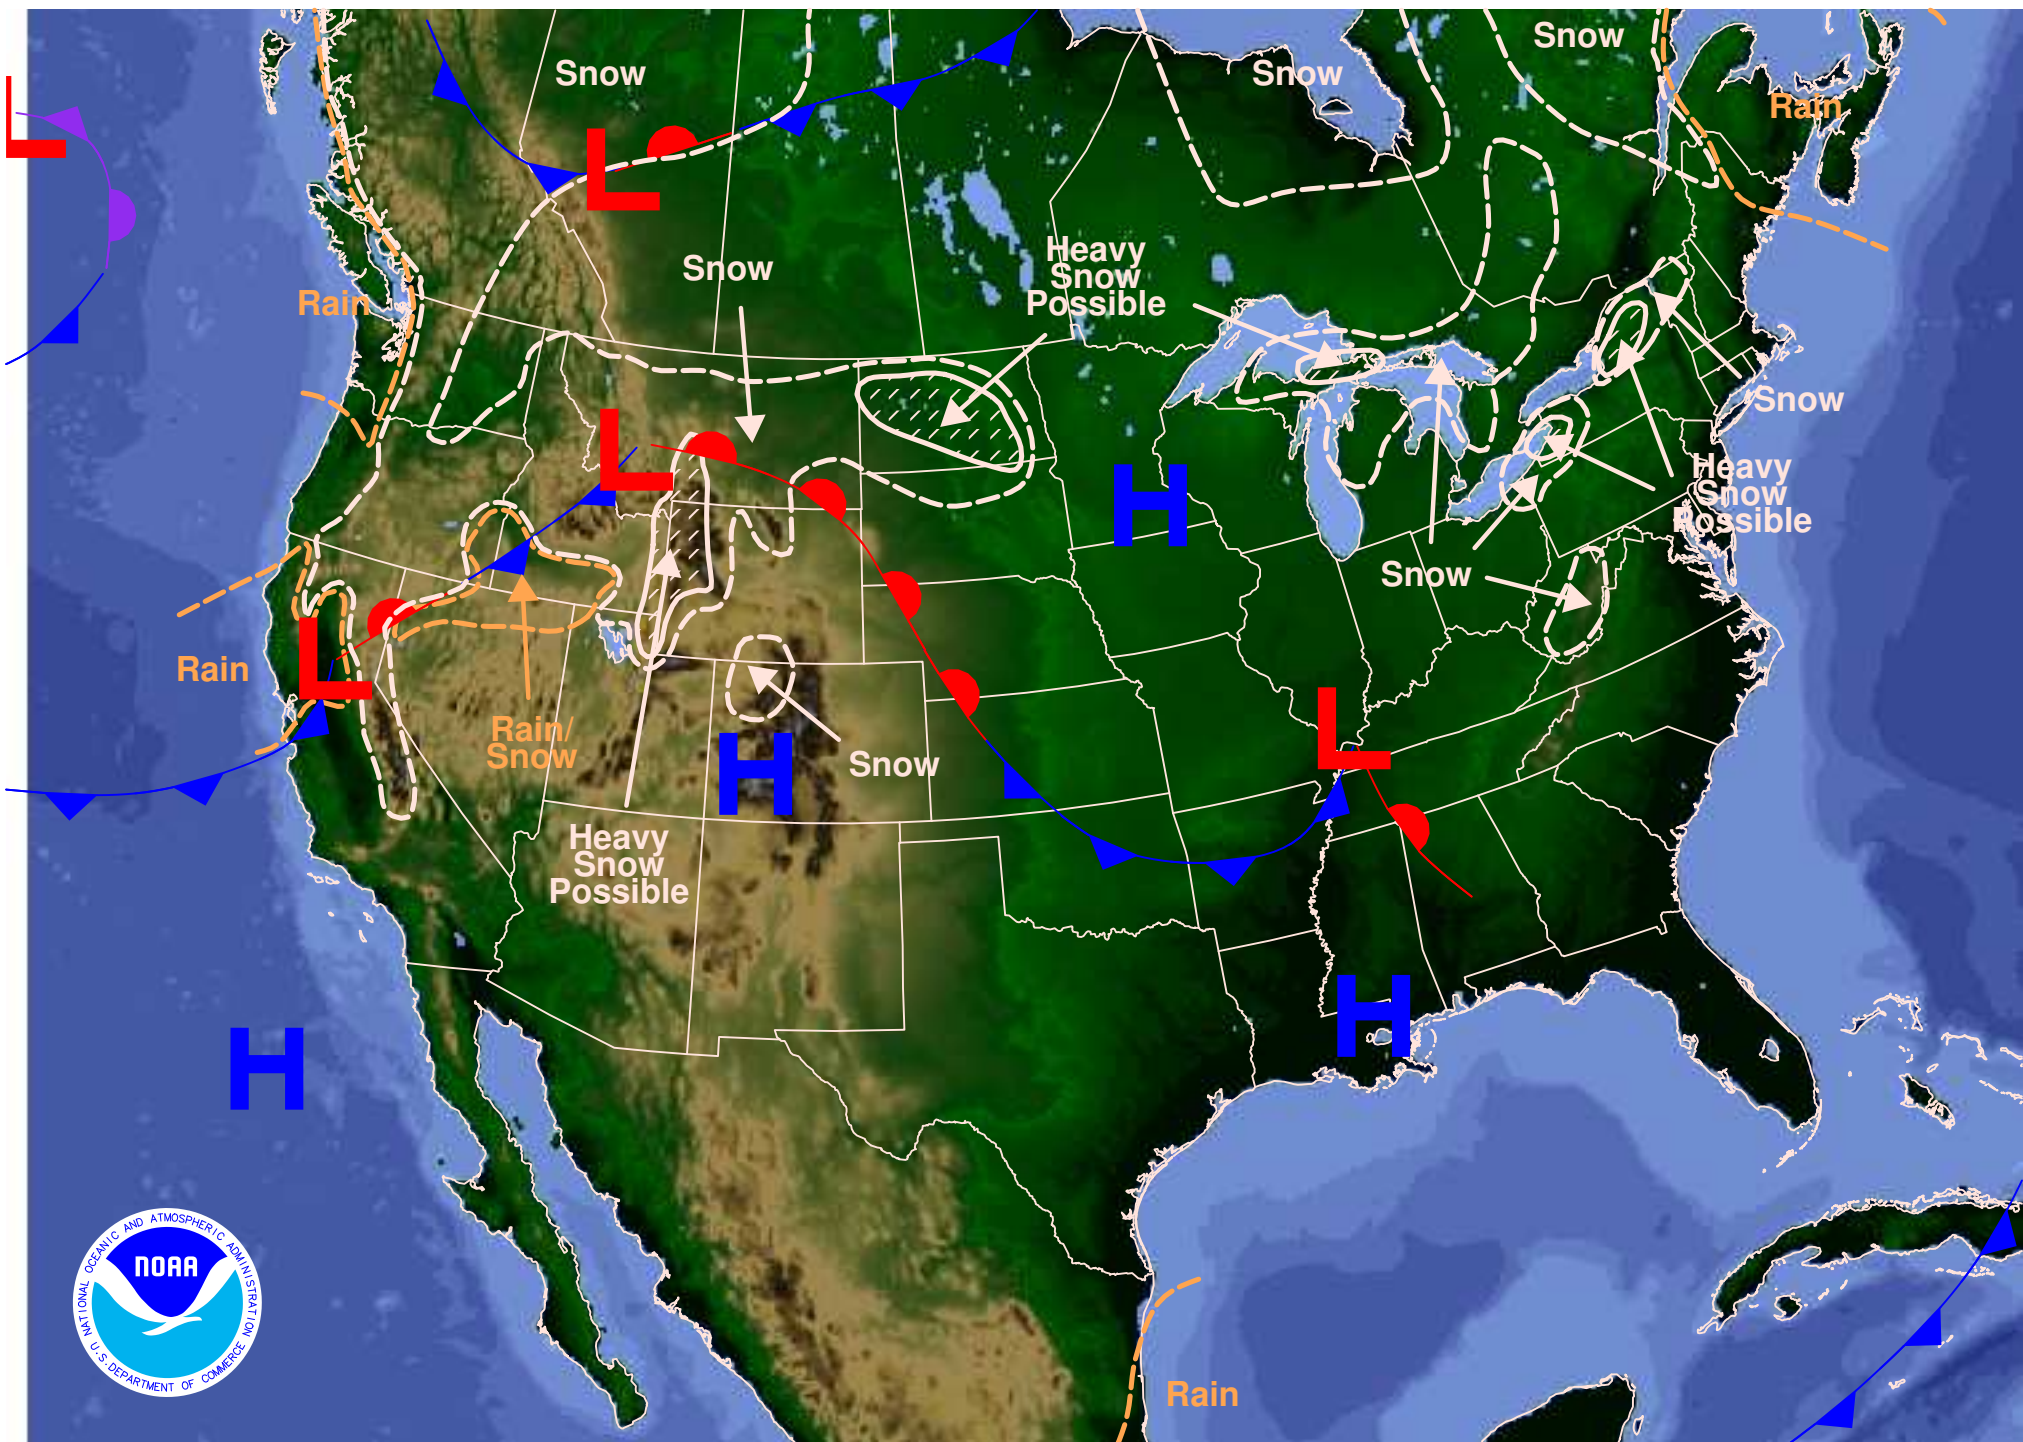 Snow
Snow
Snow
Rain
L
L
Heavy
Snow
Possible
Snow
Rain
Snow
L
Heavy
Snow
Possible
H
Snow
Rain
L
Rain/
Snow
H
Snow
L
Heavy
Snow
Possible
H
H
Rain
NATIONAL OCEANIC AND ATMOSPHERIC ADMINISTRATION
NOAA
U.S. DEPARTMENT OF COMMERCE